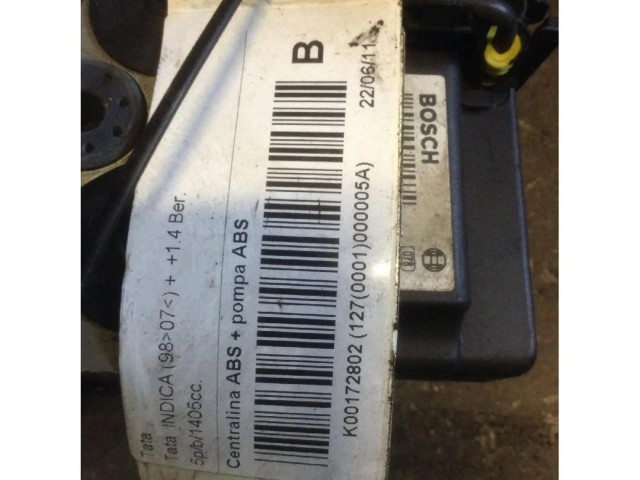 Tata
Tata INDICA (98>07<) + +1.4 Ber.
5p/b/1405cc.
Centralina ABS + pompa ABS
B
22/06/11
K00172802 (127(0001)000005A)
BOSCH
028